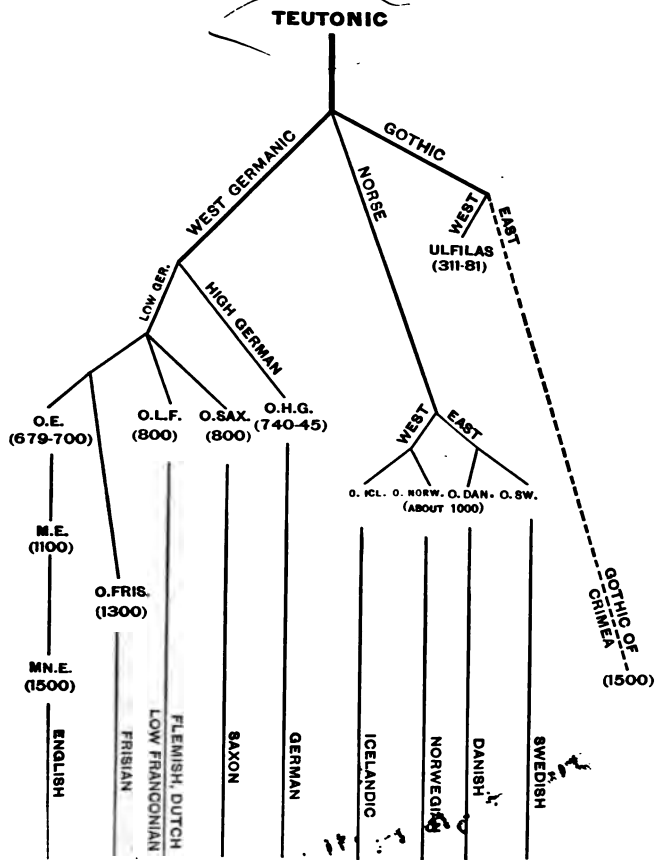 TEUTONIC
WEST GERMANIC
NORSE
GOTHIC
WEST
EAST
ULFILAS
(311-81)
LOW GER.
HIGH GERMAN
O.E.
(679-700)
O.L.F.
(800)
O.SAX.
(800)
O.H.G.
(740-45)
WEST
EAST
O. ICL.
O. NORW.
O. DAN.
O. SW.
(ABOUT 1000)
M.E.
(1100)
O.FRIS.
(1300)
GOTHIC OF
CRIMEA
(1500)
MN.E.
(1500)
ENGLISH
FRISIAN
FLEMISH, DUTCH
LOW FRANCONIAN
SAXON
GERMAN
ICELANDIC
NORWEGIAN
DANISH
SWEDISH